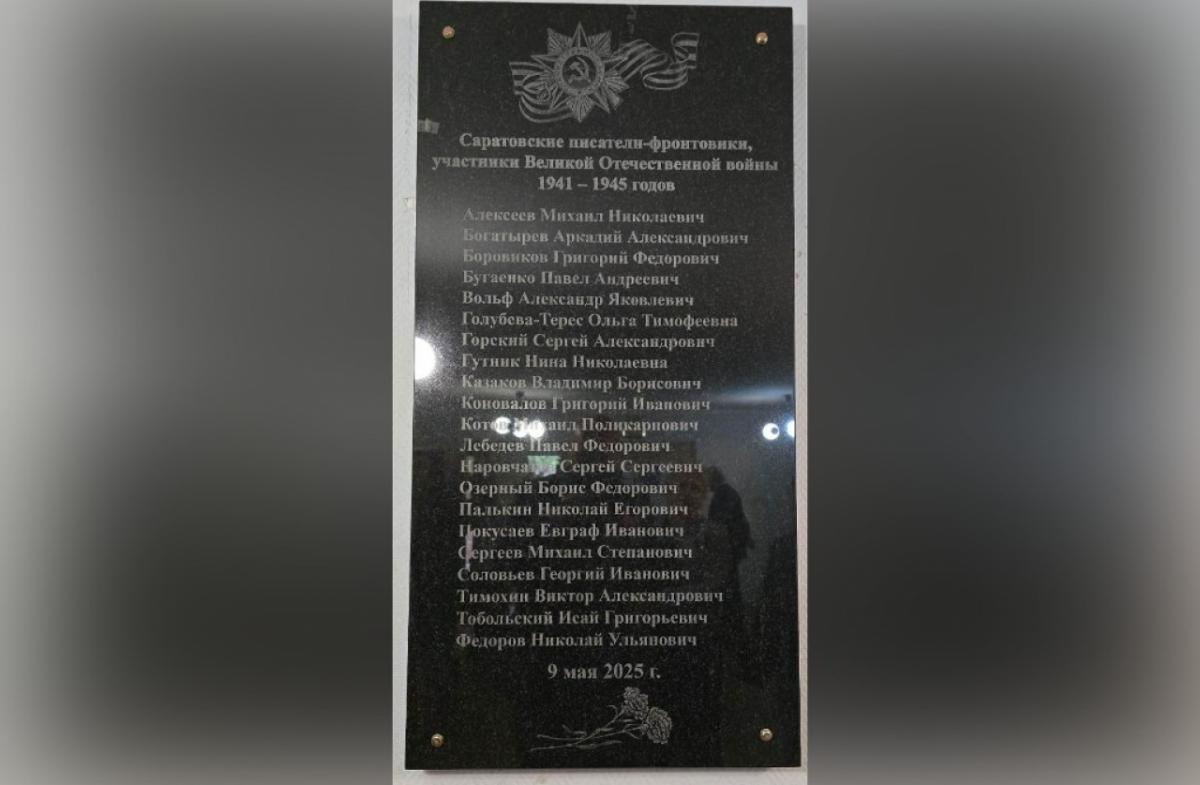 Саратовские писатели-фронтовики,
участники Великой Отечественной войны
1941 – 1945 годов
Алексеев Михаил Николаевич
Богатырев Аркадий Александрович
Боровиков Григорий Федорович
Бугаенко Павел Андреевич
Вольф Александр Яковлевич
Голубева-Терес Ольга Тимофеевна
Горский Сергей Александрович
Гутник Нина Николаевна
Казаков Владимир Борисович
Коновалов Григорий Иванович
Котов Михаил Поликарпович
Лебедев Павел Федорович
Наровчатов Сергей Сергеевич
Озерный Борис Федорович
Палькин Николай Егорович
Покусаев Евграф Иванович
Сергеев Михаил Степанович
Соловьев Георгий Иванович
Тимохин Виктор Александрович
Тобольский Исай Григорьевич
Федоров Николай Ульянович
9 мая 2025 г.